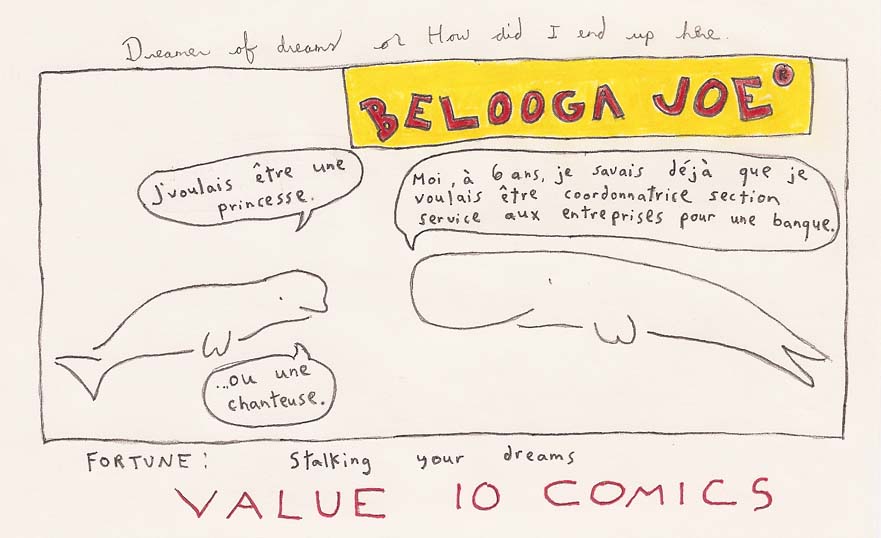 Dreamer of dreams or How did I end up here.
BELOOGA JOE®
J'voulais être une
princesse.
Moi, à 6 ans, je savais déjà que je
voulais être coordonnatrice section
service aux entreprises pour une banque.
...ou une
chanteuse.
FORTUNE: Stalking your dreams
VALUE 10 COMICS